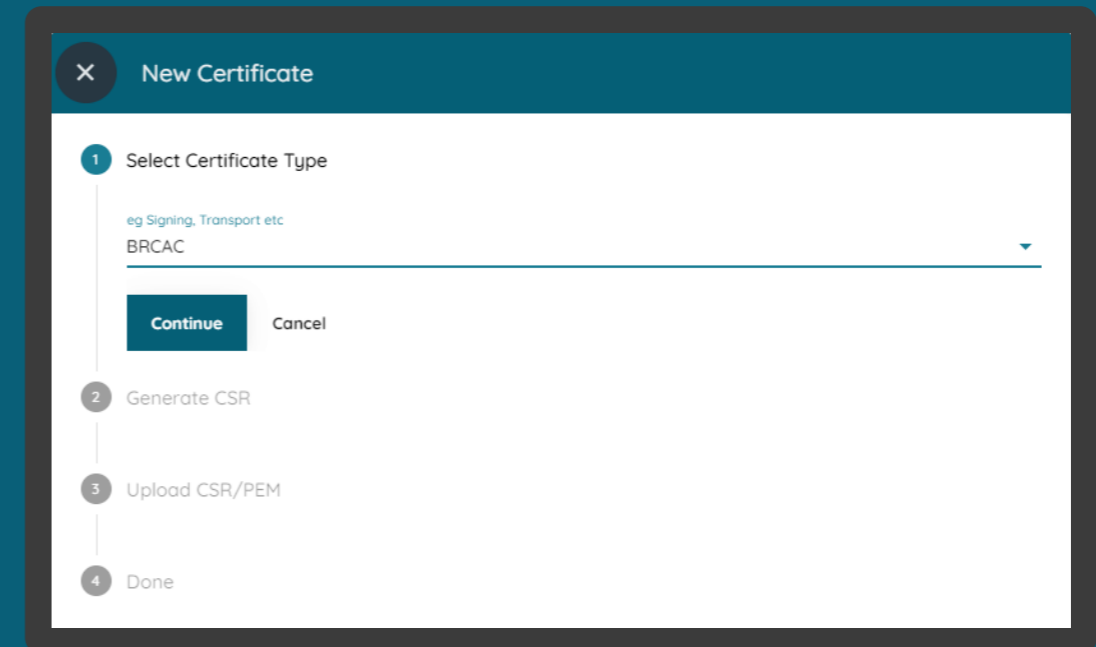 New Certificate
1 Select Certificate Type
eg Signing, Transport etc
BRCAC
Continue Cancel
2 Generate CSR
3 Upload CSR/PEM
4 Done